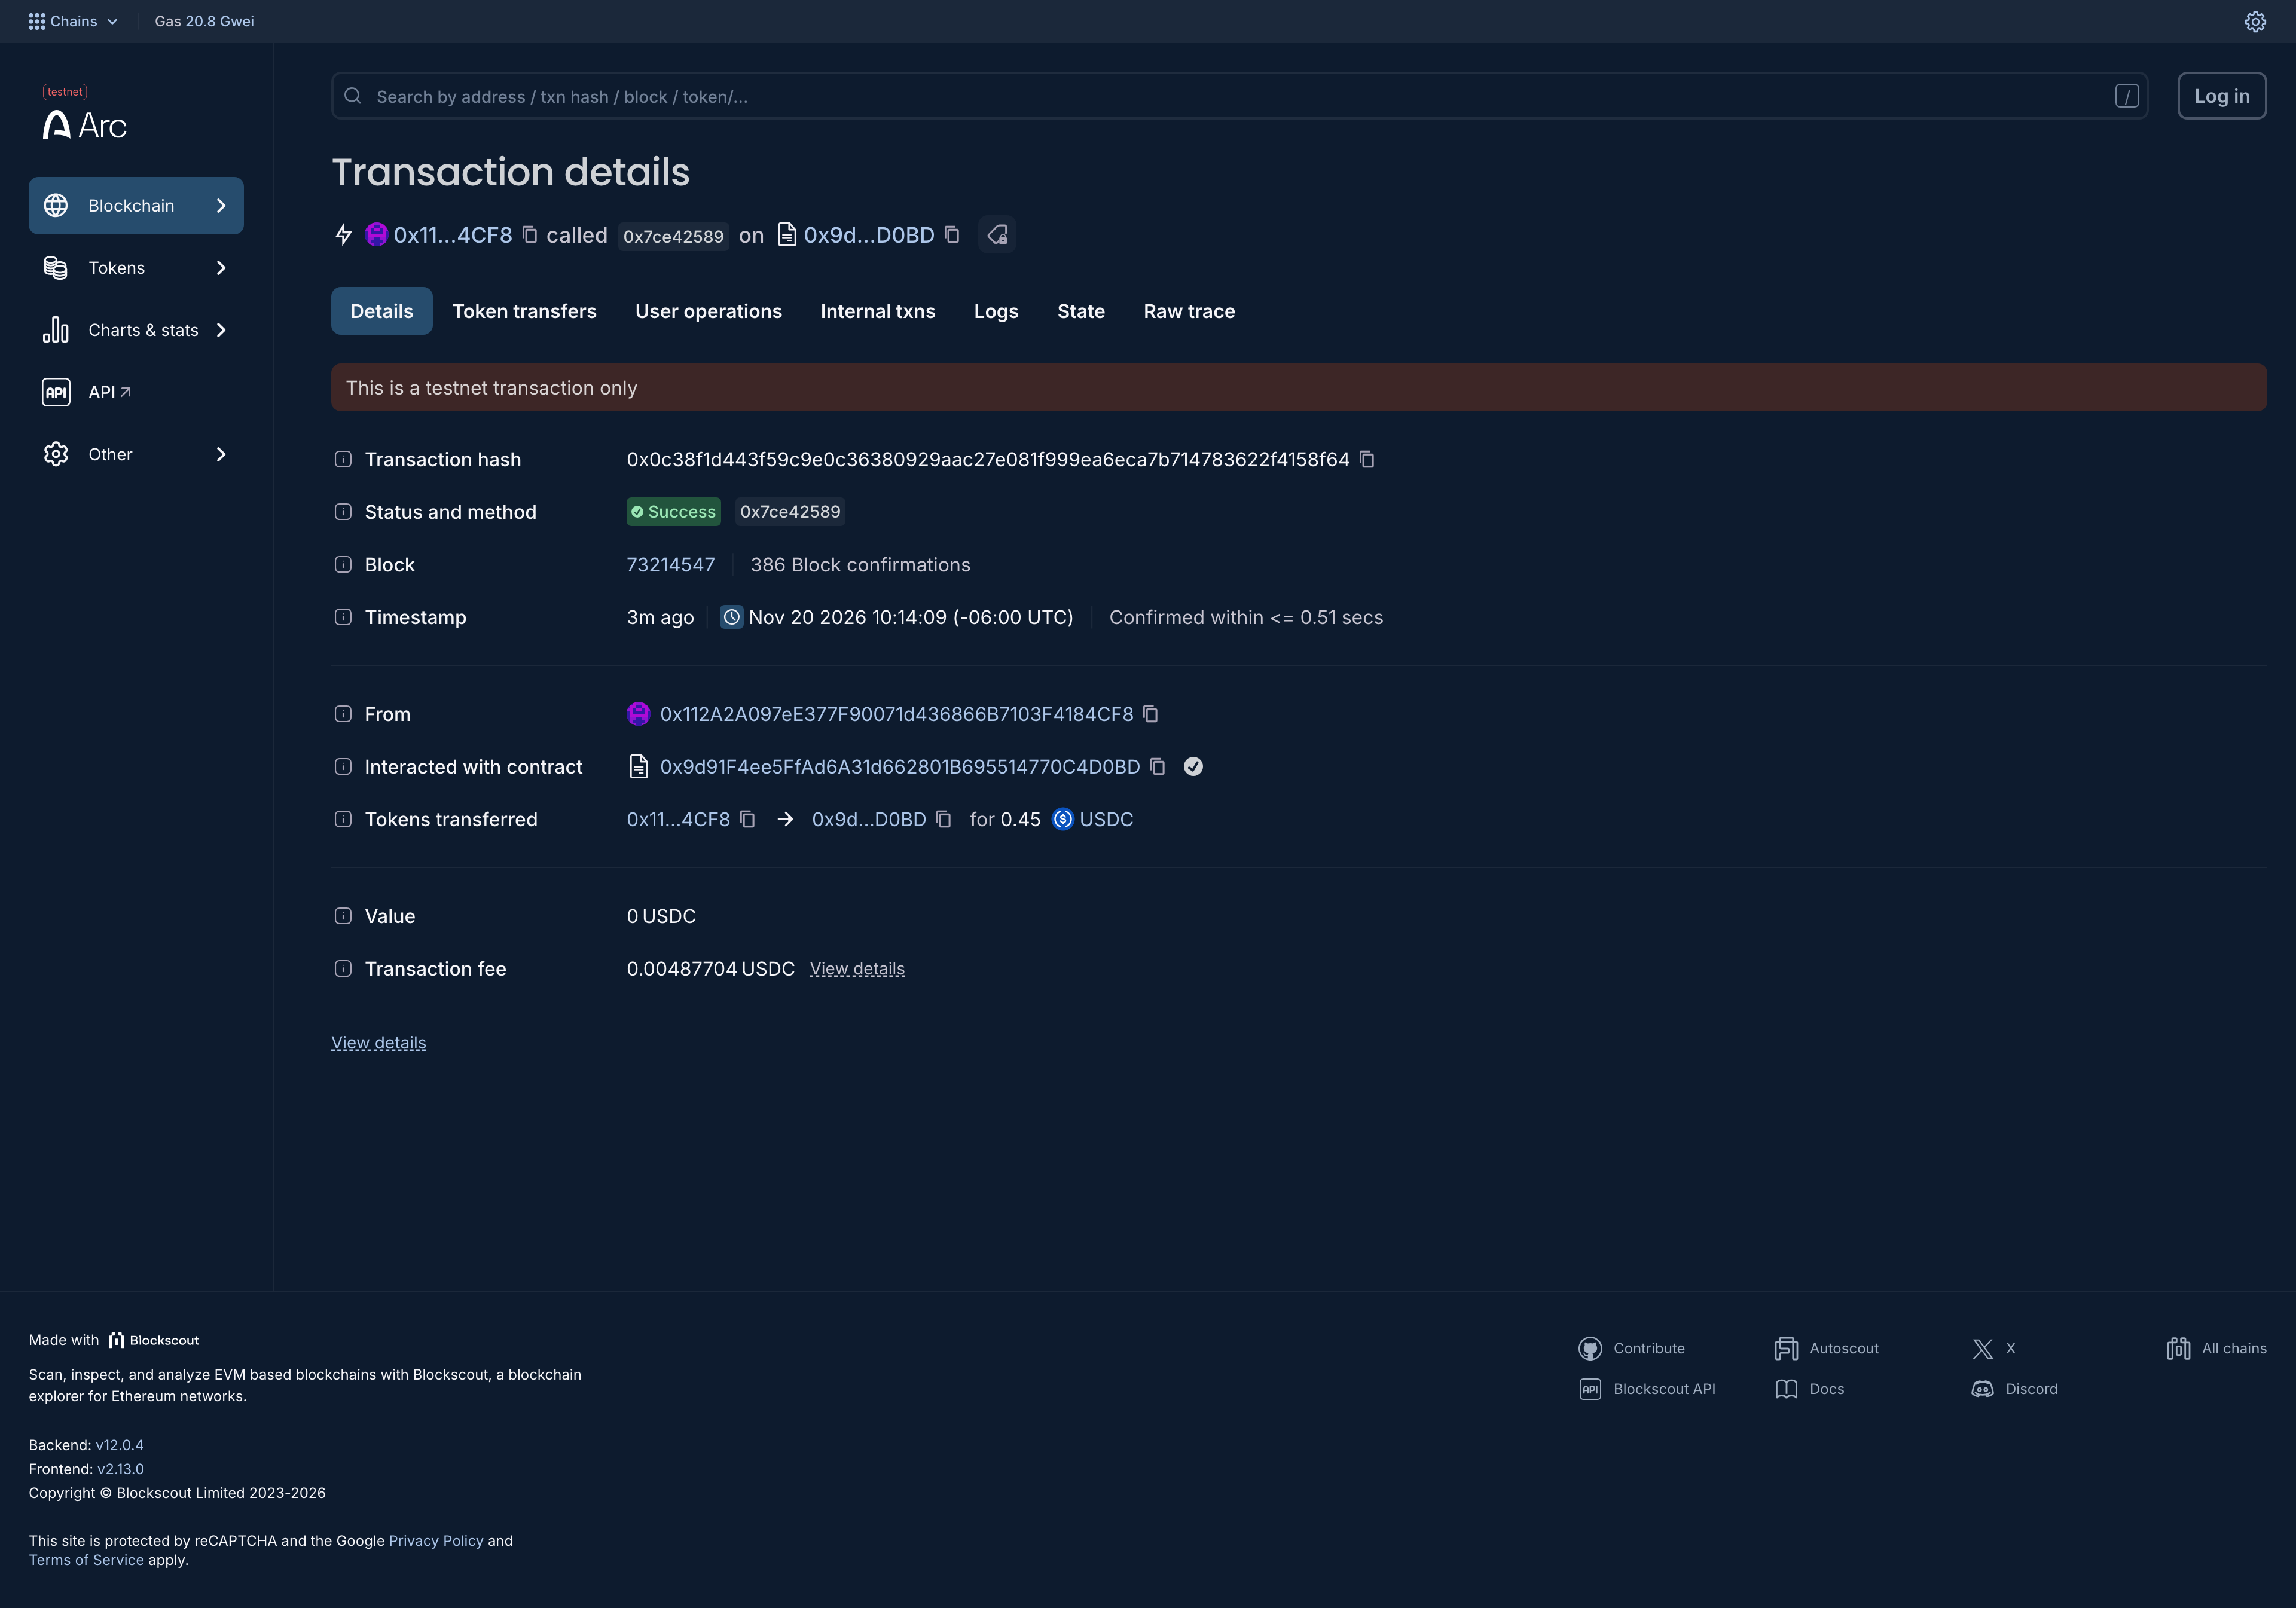 Chains Gas 20.8 Gwei
testnet
Arc
Search by address / txn hash / block / token/... /
Log in
Blockchain
Tokens
Charts & stats
API
Other
Transaction details
0x11...4CF8 called 0x7ce42589 on 0x9d...D0BD
Details Token transfers User operations Internal txns Logs State Raw trace
This is a testnet transaction only
Transaction hash 0x0c38f1d443f59c9e0c36380929aac27e081f999ea6eca7b714783622f4158f64
Status and method Success 0x7ce42589
Block 73214547 386 Block confirmations
Timestamp 3m ago Nov 20 2026 10:14:09 (-06:00 UTC) Confirmed within <= 0.51 secs
From 0x112A2A097eE377F90071d436866B7103F4184CF8
Interacted with contract 0x9d91F4ee5FfAd6A31d662801B695514770C4D0BD
Tokens transferred 0x11...4CF8 → 0x9d...D0BD for 0.45 USDC
Value 0 USDC
Transaction fee 0.00487704 USDC View details
View details
Made with Blockscout
Scan, inspect, and analyze EVM based blockchains with Blockscout, a blockchain
explorer for Ethereum networks.
Backend: v12.0.4
Frontend: v2.13.0
Copyright © Blockscout Limited 2023-2026
This site is protected by reCAPTCHA and the Google Privacy Policy and
Terms of Service apply.
Contribute Autoscout X All chains
API Blockscout API Docs Discord